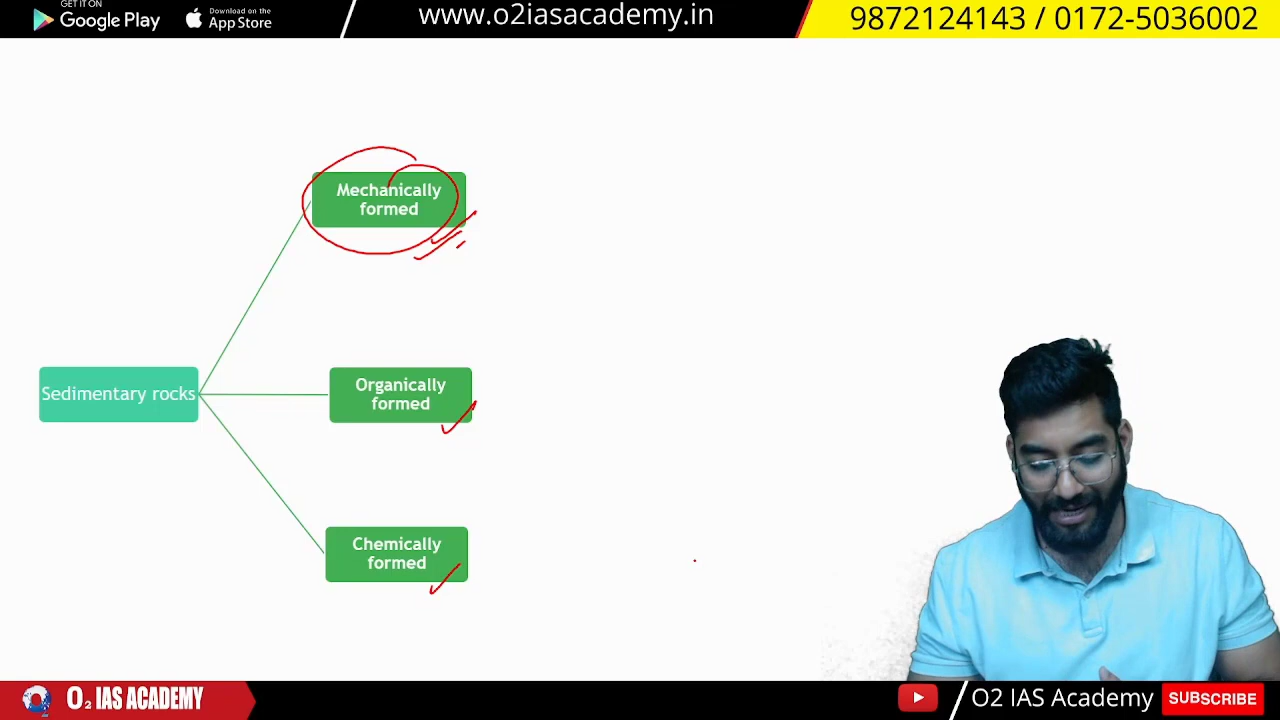 GET IT ON
Google Play
Download on the
App Store
www.o2iasacademy.in
9872124143 / 0172-5036002
Mechanically
formed
Sedimentary rocks
Organically
formed
Chemically
formed
O₂ IAS ACADEMY
O2 IAS Academy
SUBSCRIBE